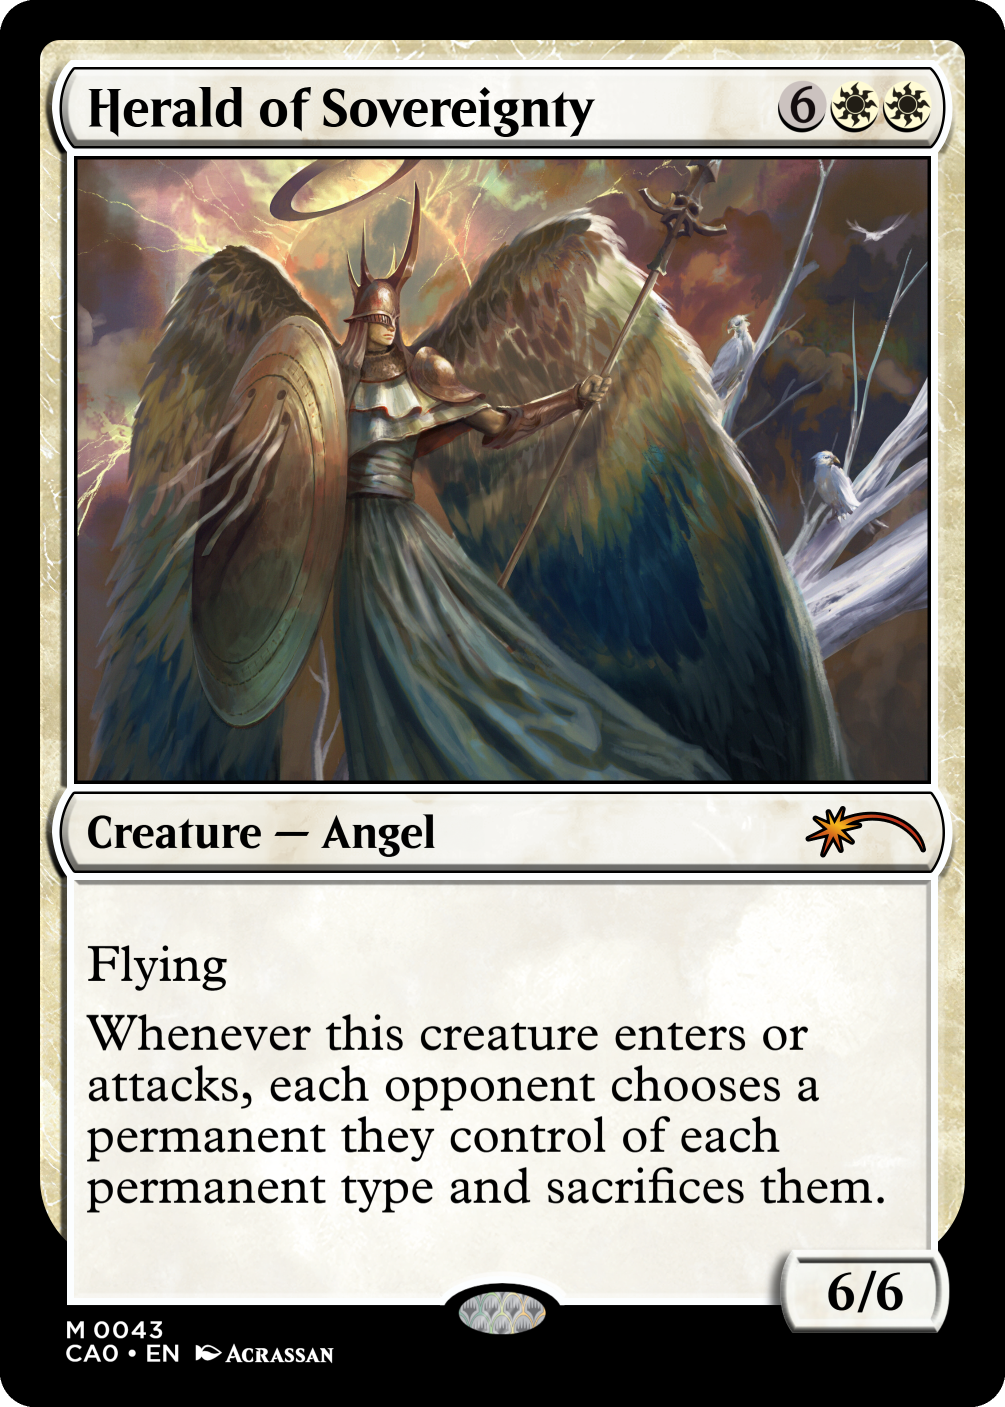 Herald of Sovereignty 6
Creature — Angel
Flying
Whenever this creature enters or
attacks, each opponent chooses a
permanent they control of each
permanent type and sacrifices them.
6/6
M 0043
CAO • EN ACRASSAN